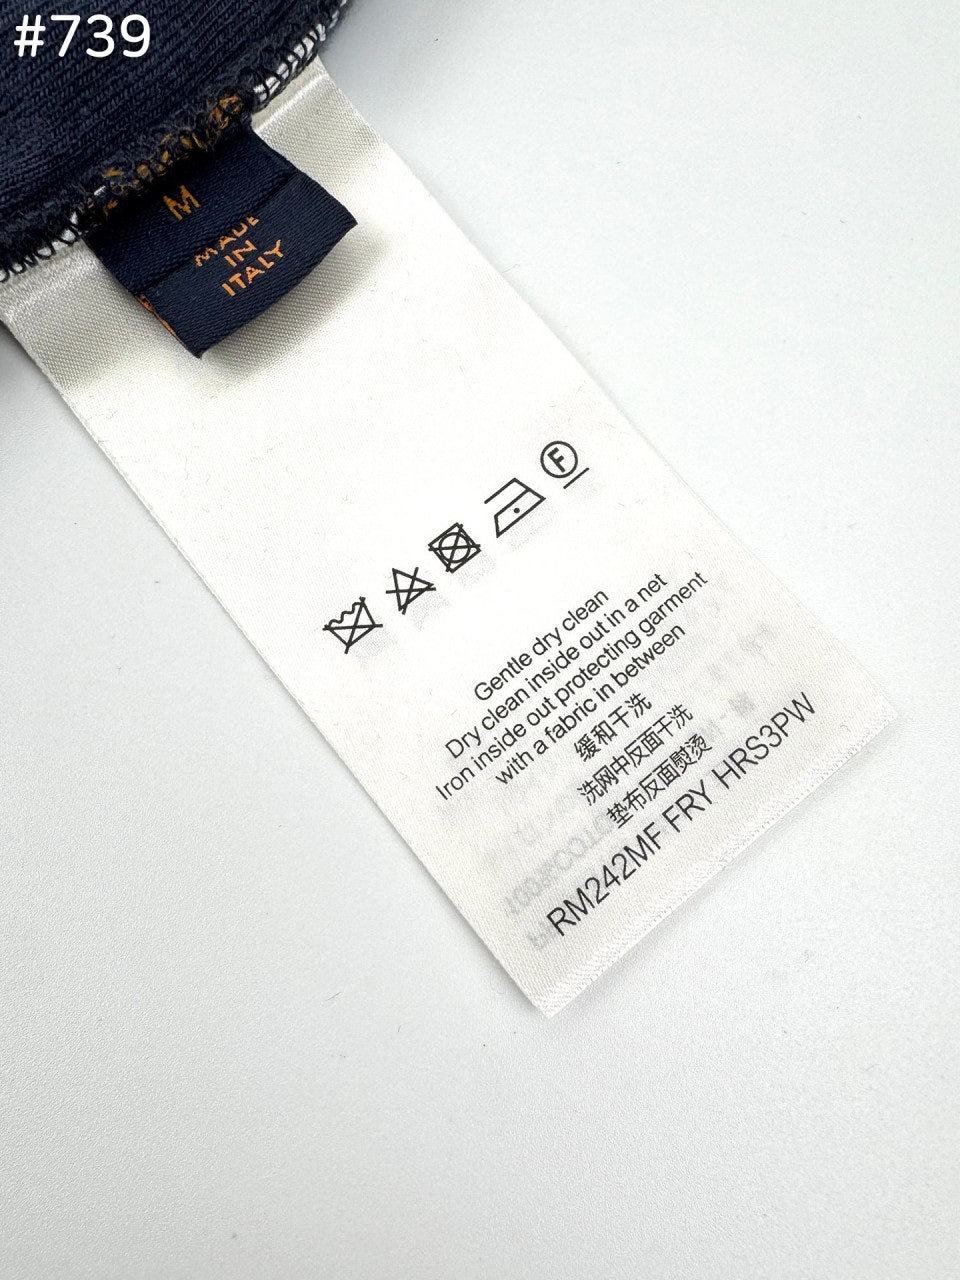 #739
M
MADE
IN
ITALY
F
Gentle dry clean
Dry clean inside out in a net
Iron inside out protecting garment
with a fabric in between
缓和干洗
洗网中反面干洗
垫布反面熨烫
RM242MF FRY HRS3PW